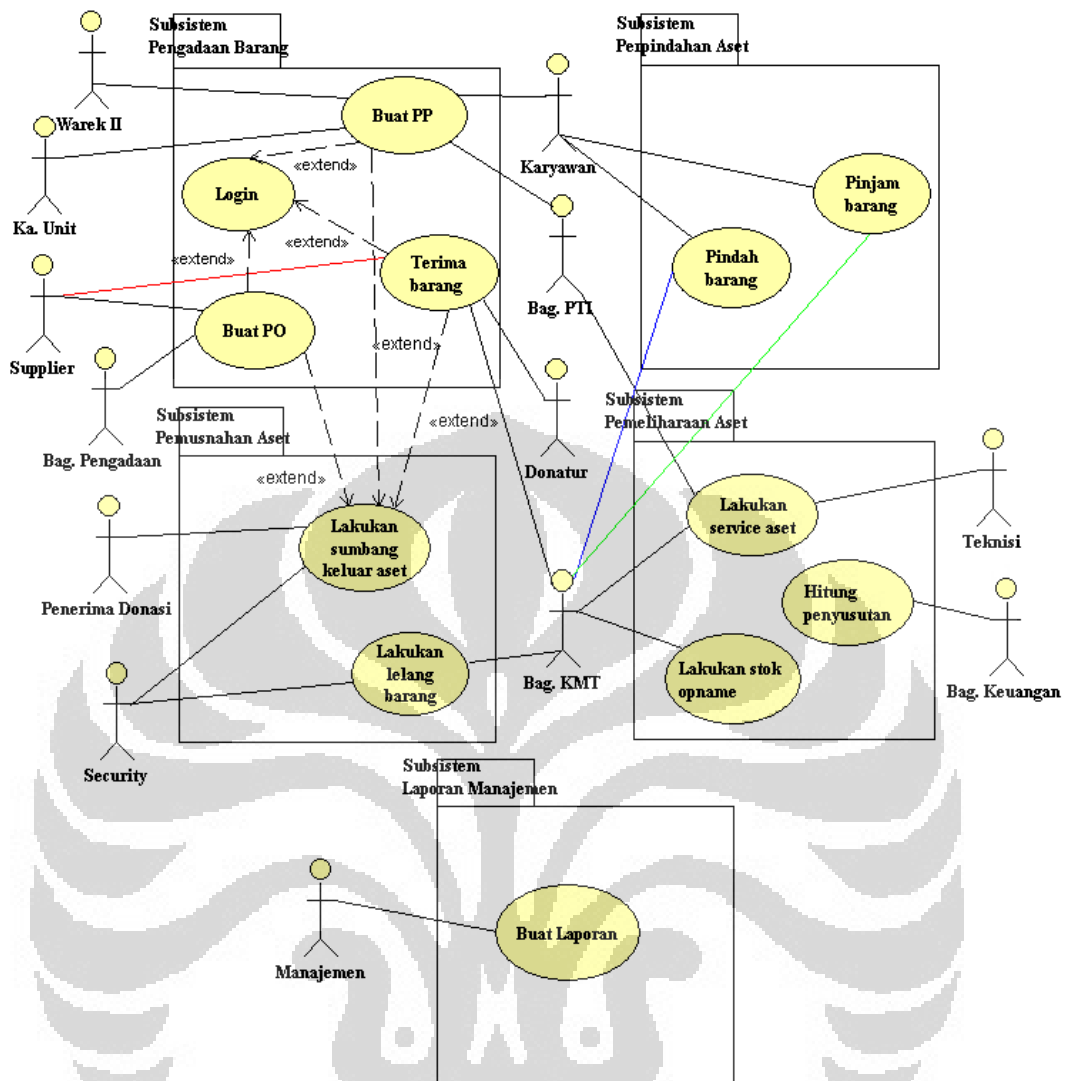 Subsistem
Pengadaan Barang
Subsistem
Perpindahan Aset
Warek II
Buat PP
Karyawan
Ka. Unit
«extend»
Login
Pinjam
barang
«extend»
«extend»
Terima
barang
Pindah
barang
Bag. PTI
Supplier
Buat PO
«extend»
Bag. Pengadaan
Donatur
Subsistem
Pemusnahan Aset
«extend»
Subsistem
Pemeliharaan Aset
«extend»
Penerima Donasi
Lakukan
sumbang
keluar aset
Lakukan
service aset
Teknisi
Hitung
penyusutan
Security
Lakukan
lelang
barang
Bag. KMT
Lakukan stok
opname
Bag. Keuangan
Subsistem
Laporan Manajemen
Manajemen
Buat Laporan